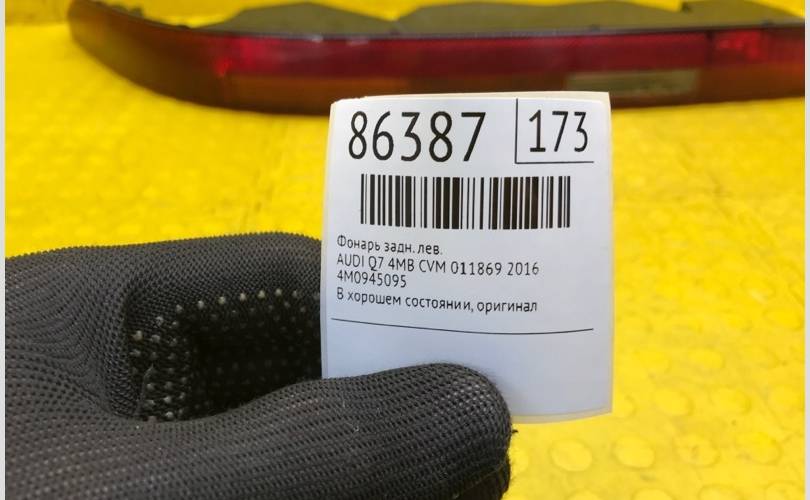 86387 173
Фонарь задн. лев.
AUDI Q7 4MB CVM 011869 2016
4M0945095
В хорошем состоянии, оригинал